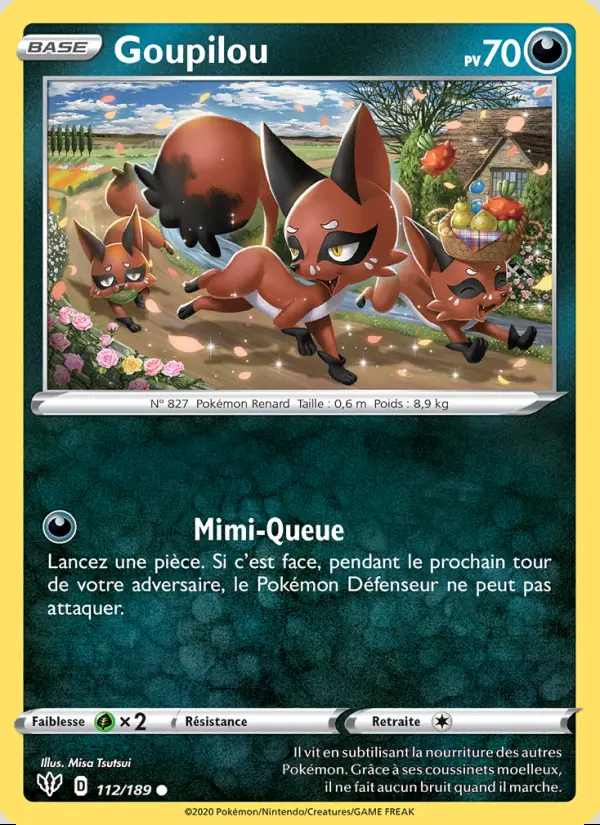 BASE Goupilou PV 70
N° 827 Pokémon Renard Taille : 0,6 m Poids : 8,9 kg
Mimi-Queue
Lancez une pièce. Si c'est face, pendant le prochain tour
de votre adversaire, le Pokémon Défenseur ne peut pas
attaquer.
Faiblesse ×2 Résistance Retraite
Illus. Misa Tsutsui
D 112/189
Il vit en subtilisant la nourriture des autres
Pokémon. Grâce à ses coussinets moelleux,
il ne fait aucun bruit quand il marche.
©2020 Pokémon/Nintendo/Creatures/GAME FREAK